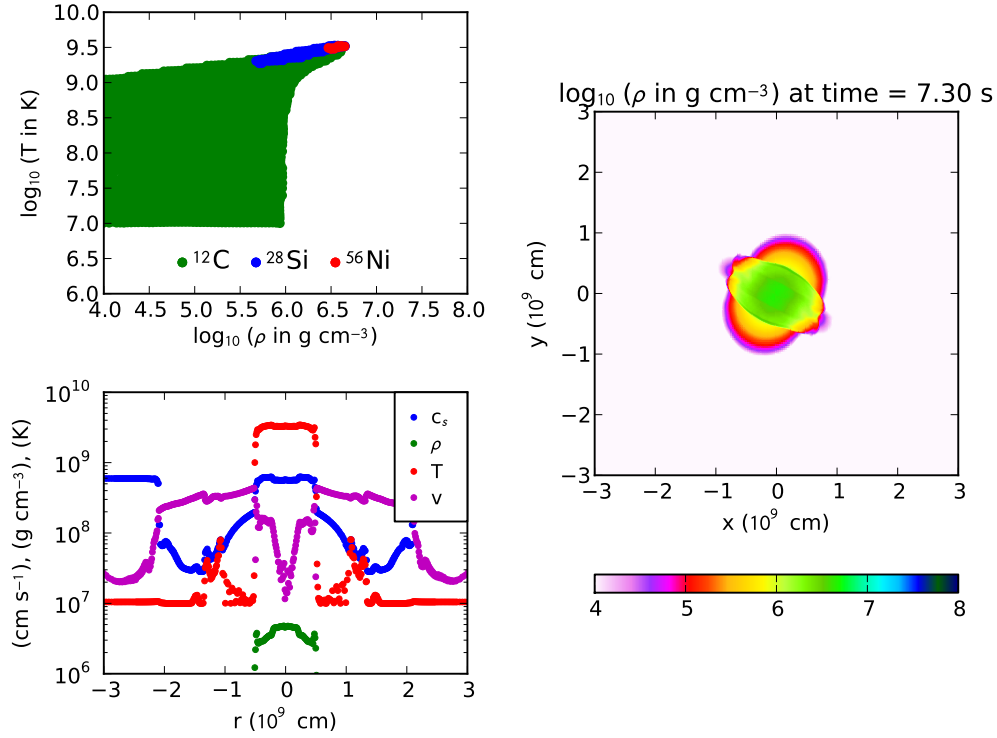 10.0
9.5
9.0
8.5
8.0
7.5
7.0
6.5
6.0
log₁₀ (T in K)
¹²C ²⁸Si ⁵⁶Ni
4.0 4.5 5.0 5.5 6.0 6.5 7.0 7.5 8.0
log₁₀ (ρ in g cm⁻³)
log₁₀ (ρ in g cm⁻³) at time = 7.30 s
3
2
1
0
−1
−2
−3
y (10⁹ cm)
−3 −2 −1 0 1 2 3
x (10⁹ cm)
4 5 6 7 8
10¹⁰
10⁹
10⁸
10⁷
10⁶
(cm s⁻¹), (g cm⁻³), (K)
cₛ
ρ
T
v
−3 −2 −1 0 1 2 3
r (10⁹ cm)